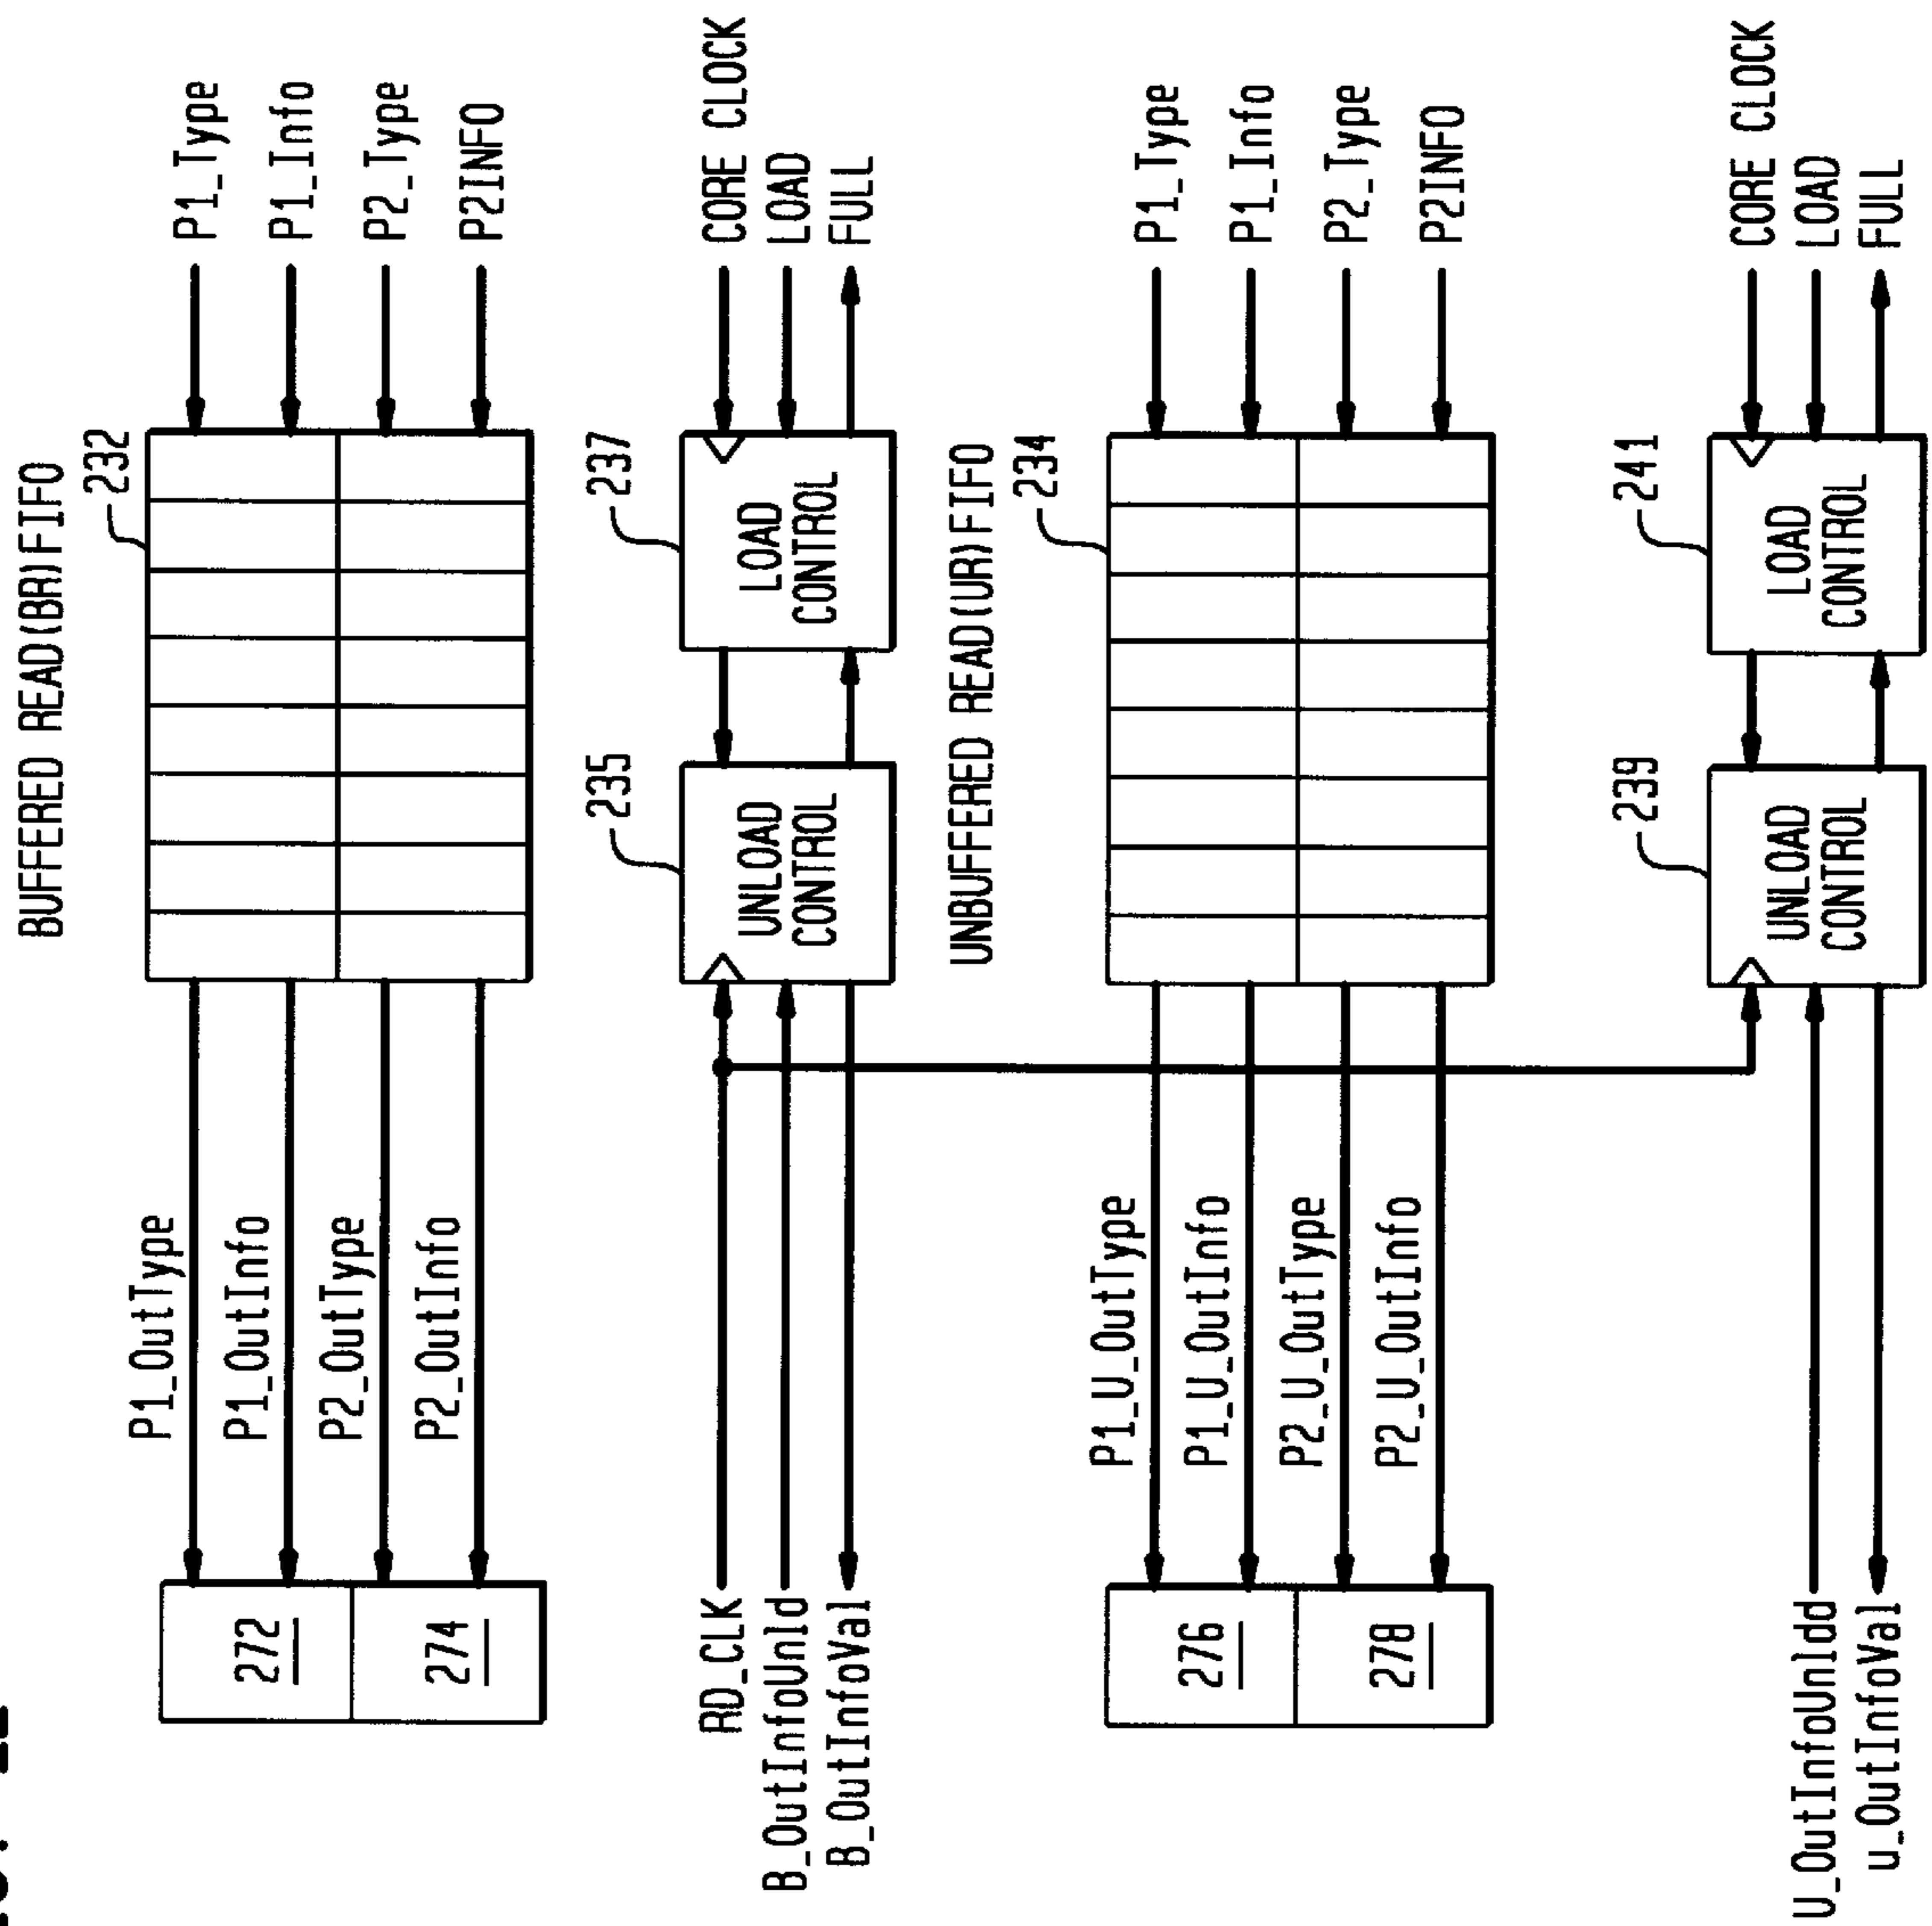 BUFFERED READ(BR)FIFO
232
P1_Type
P1_Info
P2_Type
P2INFO
P1_OutType
P1_OutInfo
P2_OutType
P2_OutInfo
272
274
235
237
UNLOAD
CONTROL
LOAD
CONTROL
CORE CLOCK
LOAD
FULL
RD_CLK
B_OutInfoUnld
B_OutInfoVal
UNBUFFERED READ(UR)FIFO
234
P1_Type
P1_Info
P2_Type
P2INFO
P1_U_OutType
P1_U_OutInfo
P2_U_OutType
P2_U_OutInfo
276
278
239
241
UNLOAD
CONTROL
LOAD
CONTROL
CORE CLOCK
LOAD
FULL
U_OutInfoUnldd
u_OutInfoVal